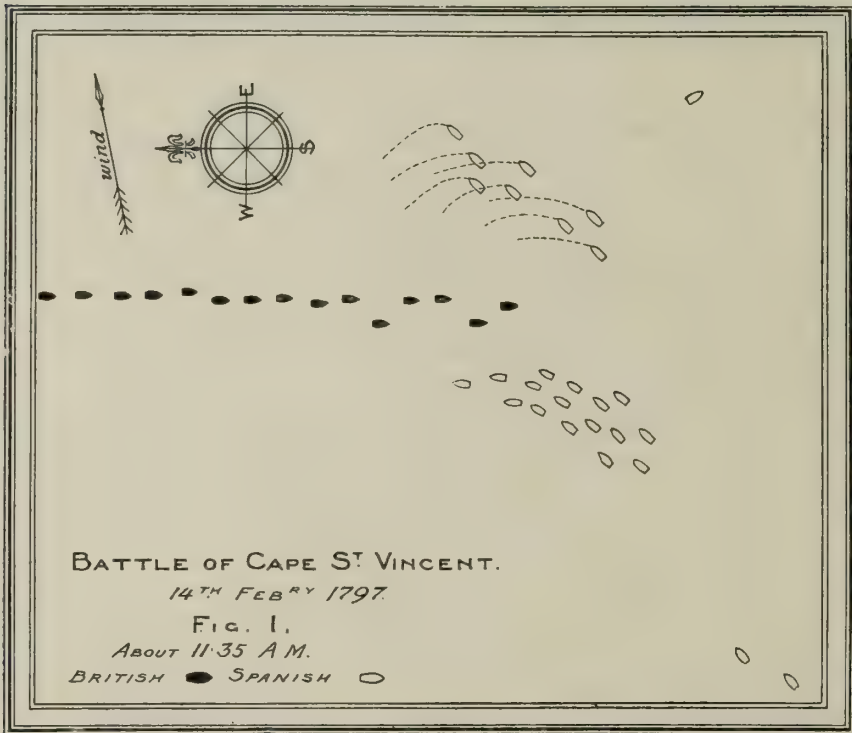 wind
E
S
W
BATTLE OF CAPE ST VINCENT.
14TH FEBRY 1797.
FIG. 1.
ABOUT 11·35 A.M.
BRITISH SPANISH